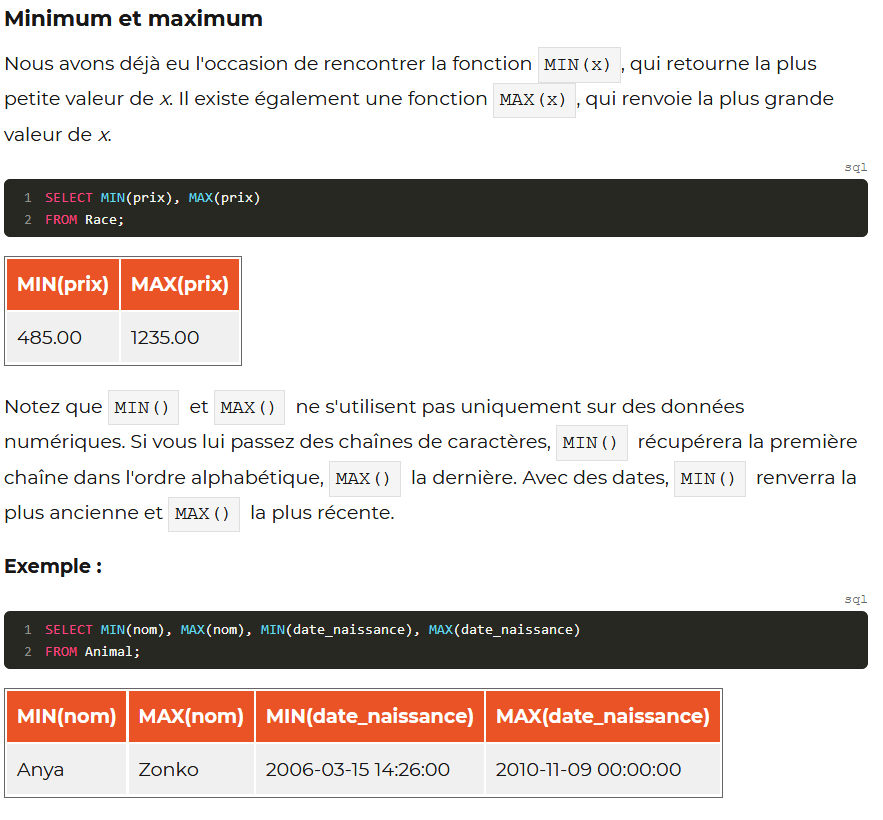 Minimum et maximum
Nous avons déjà eu l'occasion de rencontrer la fonction MIN(x), qui retourne la plus
petite valeur de x. Il existe également une fonction MAX(x), qui renvoie la plus grande
valeur de x.
sql
1 SELECT MIN(prix), MAX(prix)
2 FROM Race;
MIN(prix) MAX(prix)
485.00 1235.00
Notez que MIN() et MAX() ne s'utilisent pas uniquement sur des données
numériques. Si vous lui passez des chaînes de caractères, MIN() récupérera la première
chaîne dans l'ordre alphabétique, MAX() la dernière. Avec des dates, MIN() renverra la
plus ancienne et MAX() la plus récente.
Exemple :
sql
1 SELECT MIN(nom), MAX(nom), MIN(date_naissance), MAX(date_naissance)
2 FROM Animal;
MIN(nom) MAX(nom) MIN(date_naissance) MAX(date_naissance)
Anya Zonko 2006-03-15 14:26:00 2010-11-09 00:00:00